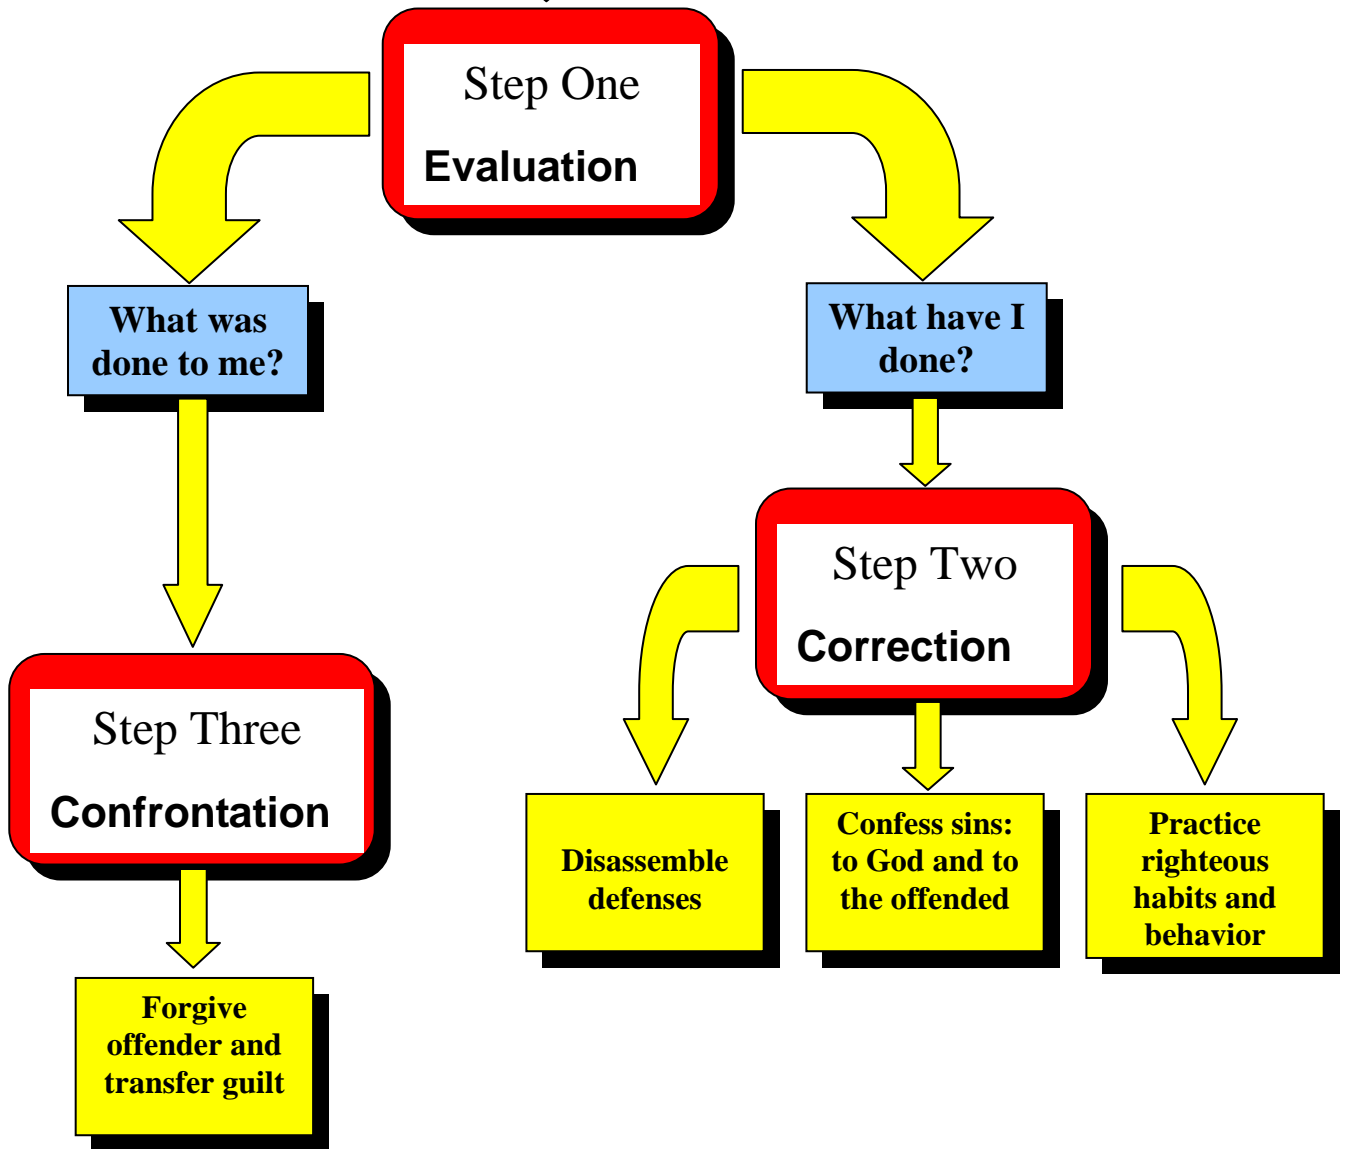 Step One
Evaluation
What was
done to me?
What have I
done?
Step Two
Correction
Step Three
Confrontation
Disassemble
defenses
Confess sins:
to God and to
the offended
Practice
righteous
habits and
behavior
Forgive
offender and
transfer guilt